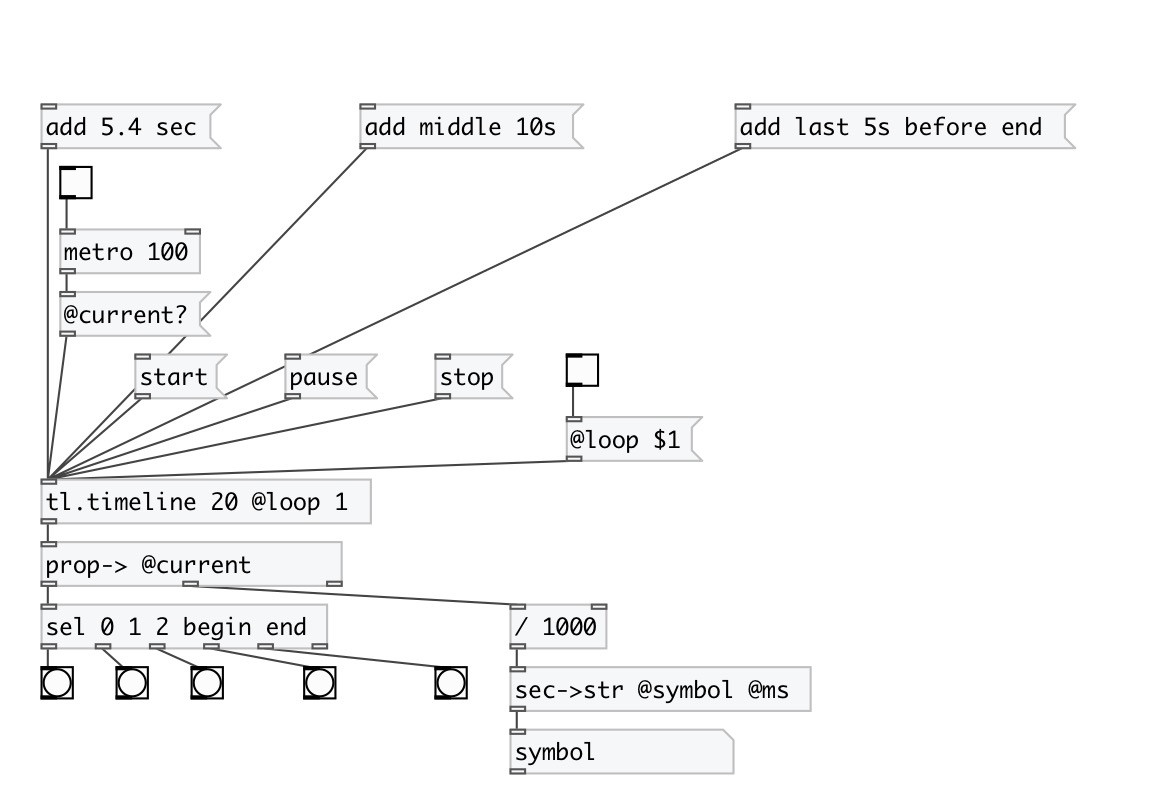 add 5.4 sec
add middle 10s
add last 5s before end
metro 100
@current?
start
pause
stop
@loop $1
tl.timeline 20 @loop 1
prop-> @current
sel 0 1 2 begin end
/ 1000
sec->str @symbol @ms
symbol